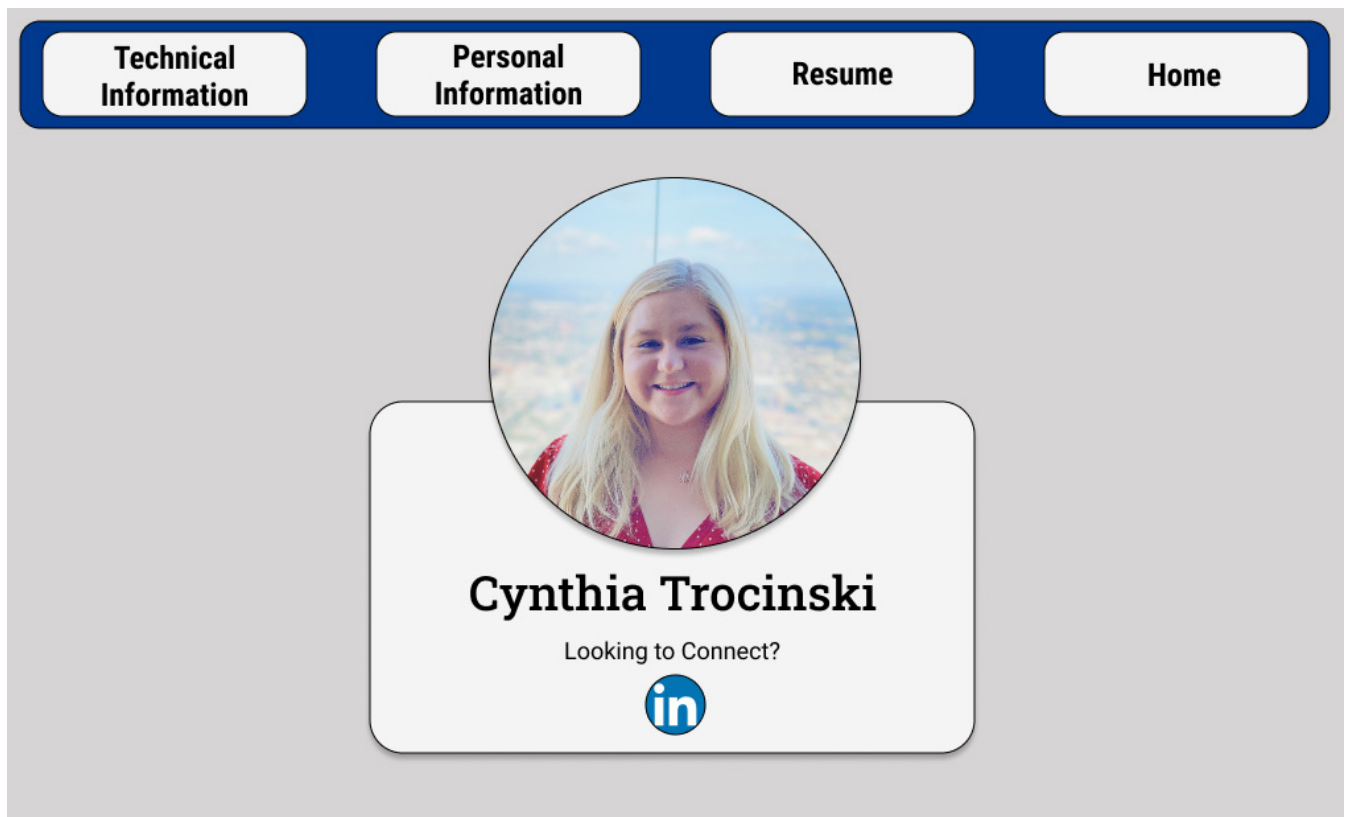 Technical
Information
Personal
Information
Resume
Home
Cynthia Trocinski
Looking to Connect?
in